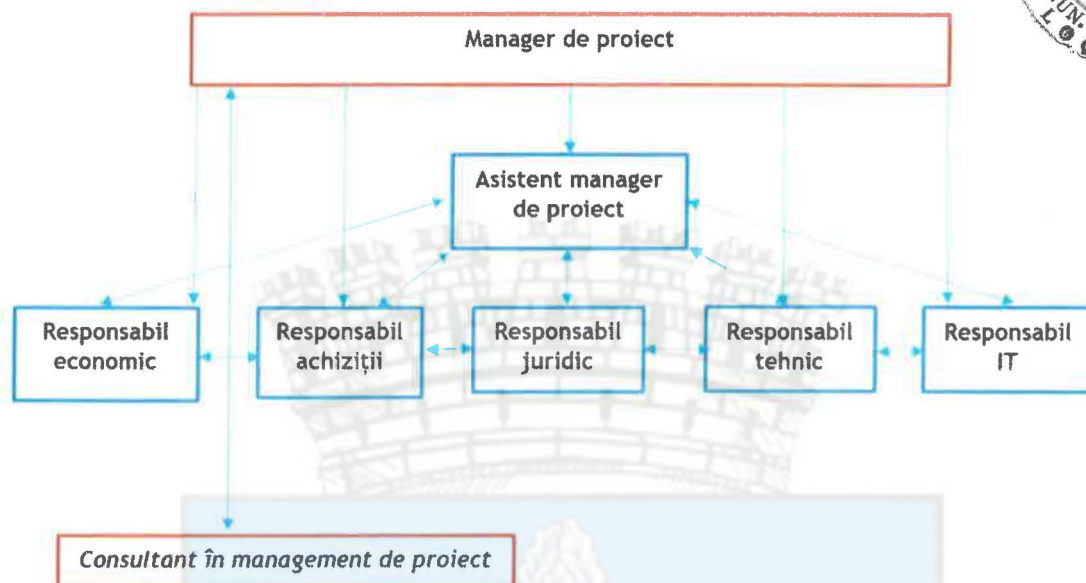 Manager de proiect
Asistent manager
de proiect
Responsabil
economic
Responsabil
achiziții
Responsabil
juridic
Responsabil
tehnic
Responsabil
IT
Consultant în management de proiect